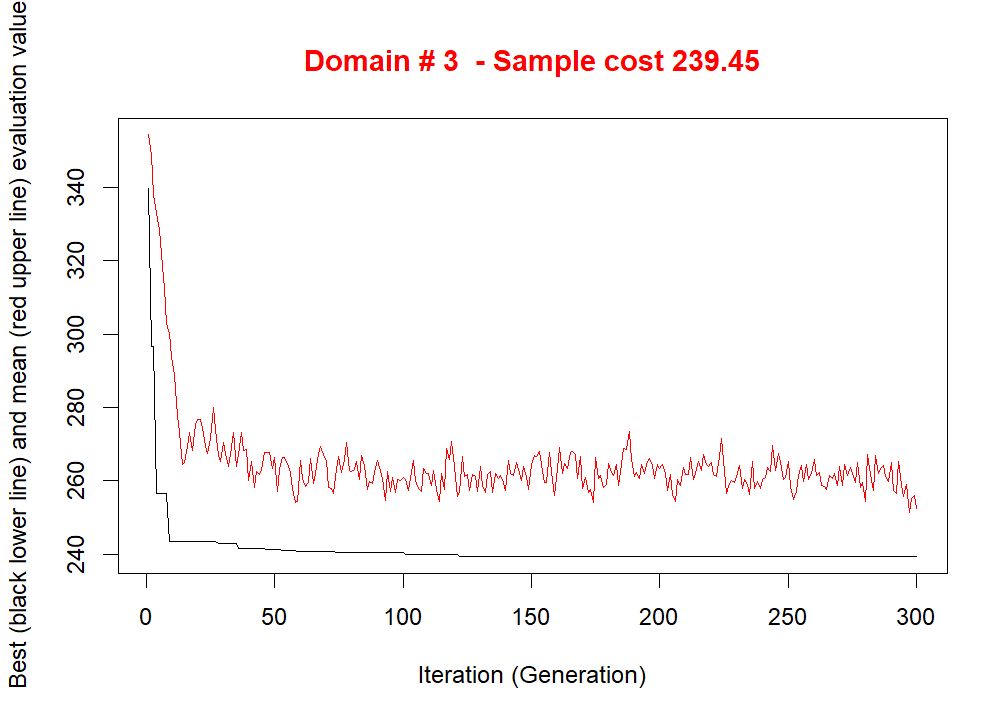 Domain # 3  - Sample cost 239.45
Best (black lower line) and mean (red upper line) evaluation value
340
320
300
280
260
240
0 50 100 150 200 250 300
Iteration (Generation)